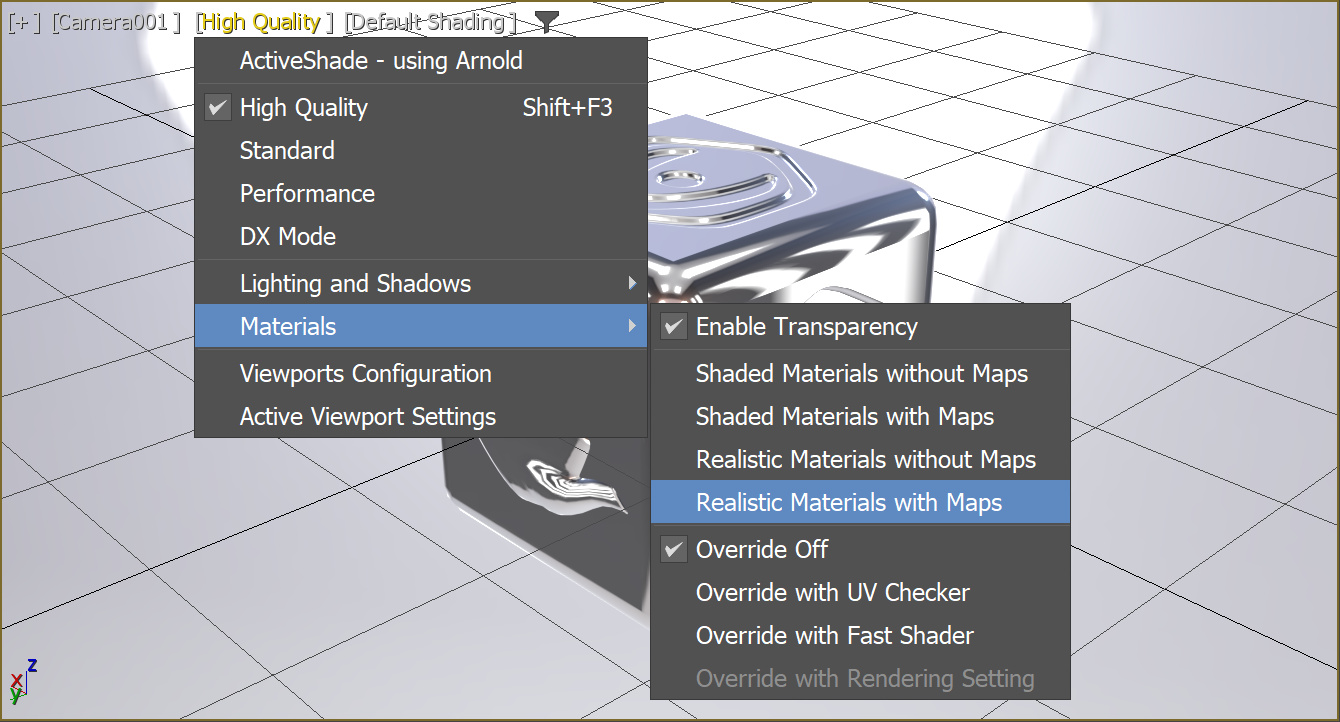 [+] [Camera001] [High Quality] [Default Shading]
ActiveShade - using Arnold
High Quality Shift+F3
Standard
Performance
DX Mode
Lighting and Shadows
Materials
Viewports Configuration
Active Viewport Settings
Enable Transparency
Shaded Materials without Maps
Shaded Materials with Maps
Realistic Materials without Maps
Realistic Materials with Maps
Override Off
Override with UV Checker
Override with Fast Shader
Override with Rendering Setting
z
x
y